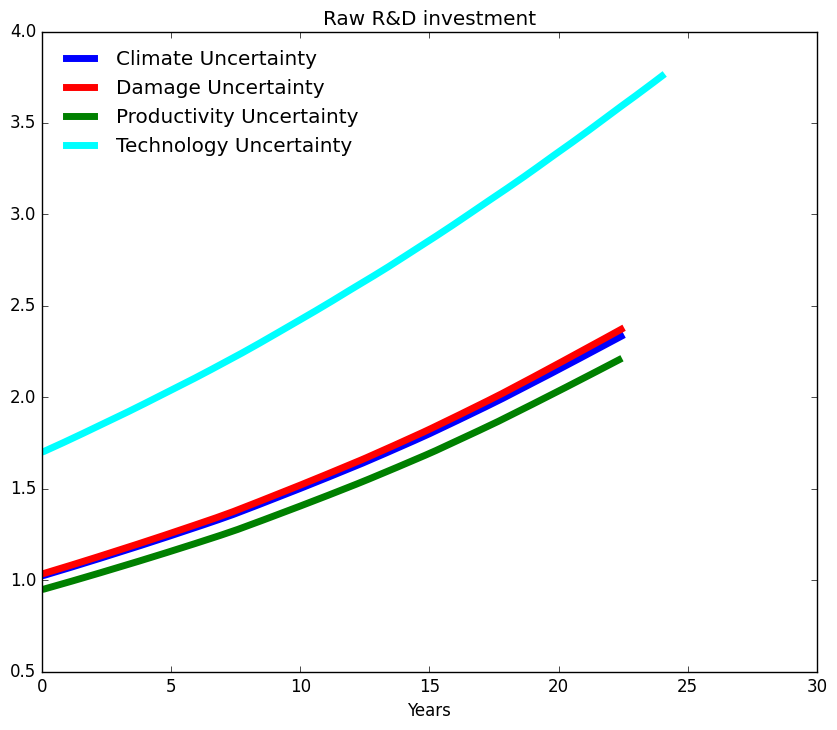 Raw R&D investment
4.0
3.5
3.0
2.5
2.0
1.5
1.0
0.5
Climate Uncertainty
Damage Uncertainty
Productivity Uncertainty
Technology Uncertainty
0 5 10 15 20 25 30
Years